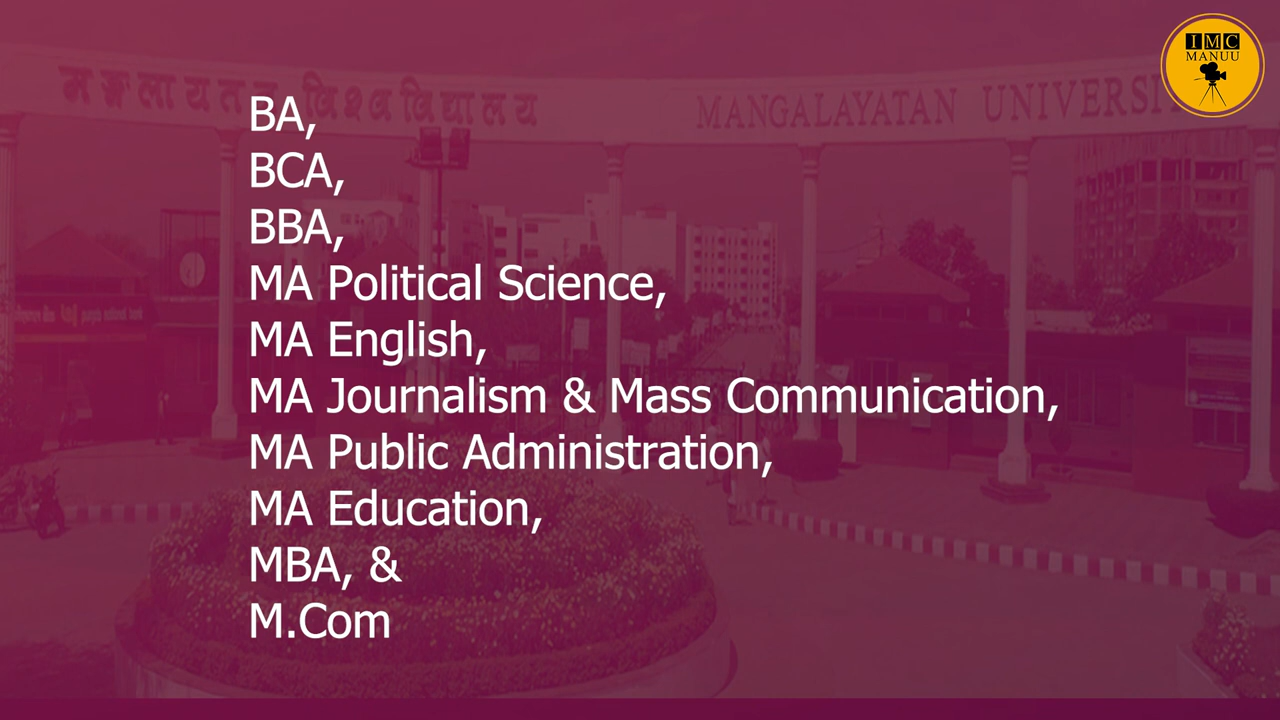 IMC
MANUU
मङ्गलायतन विश्वविद्यालय
MANGALAYATAN UNIVERSI
BA,
BCA,
BBA,
MA Political Science,
MA English,
MA Journalism & Mass Communication,
MA Public Administration,
MA Education,
MBA, &
M.Com